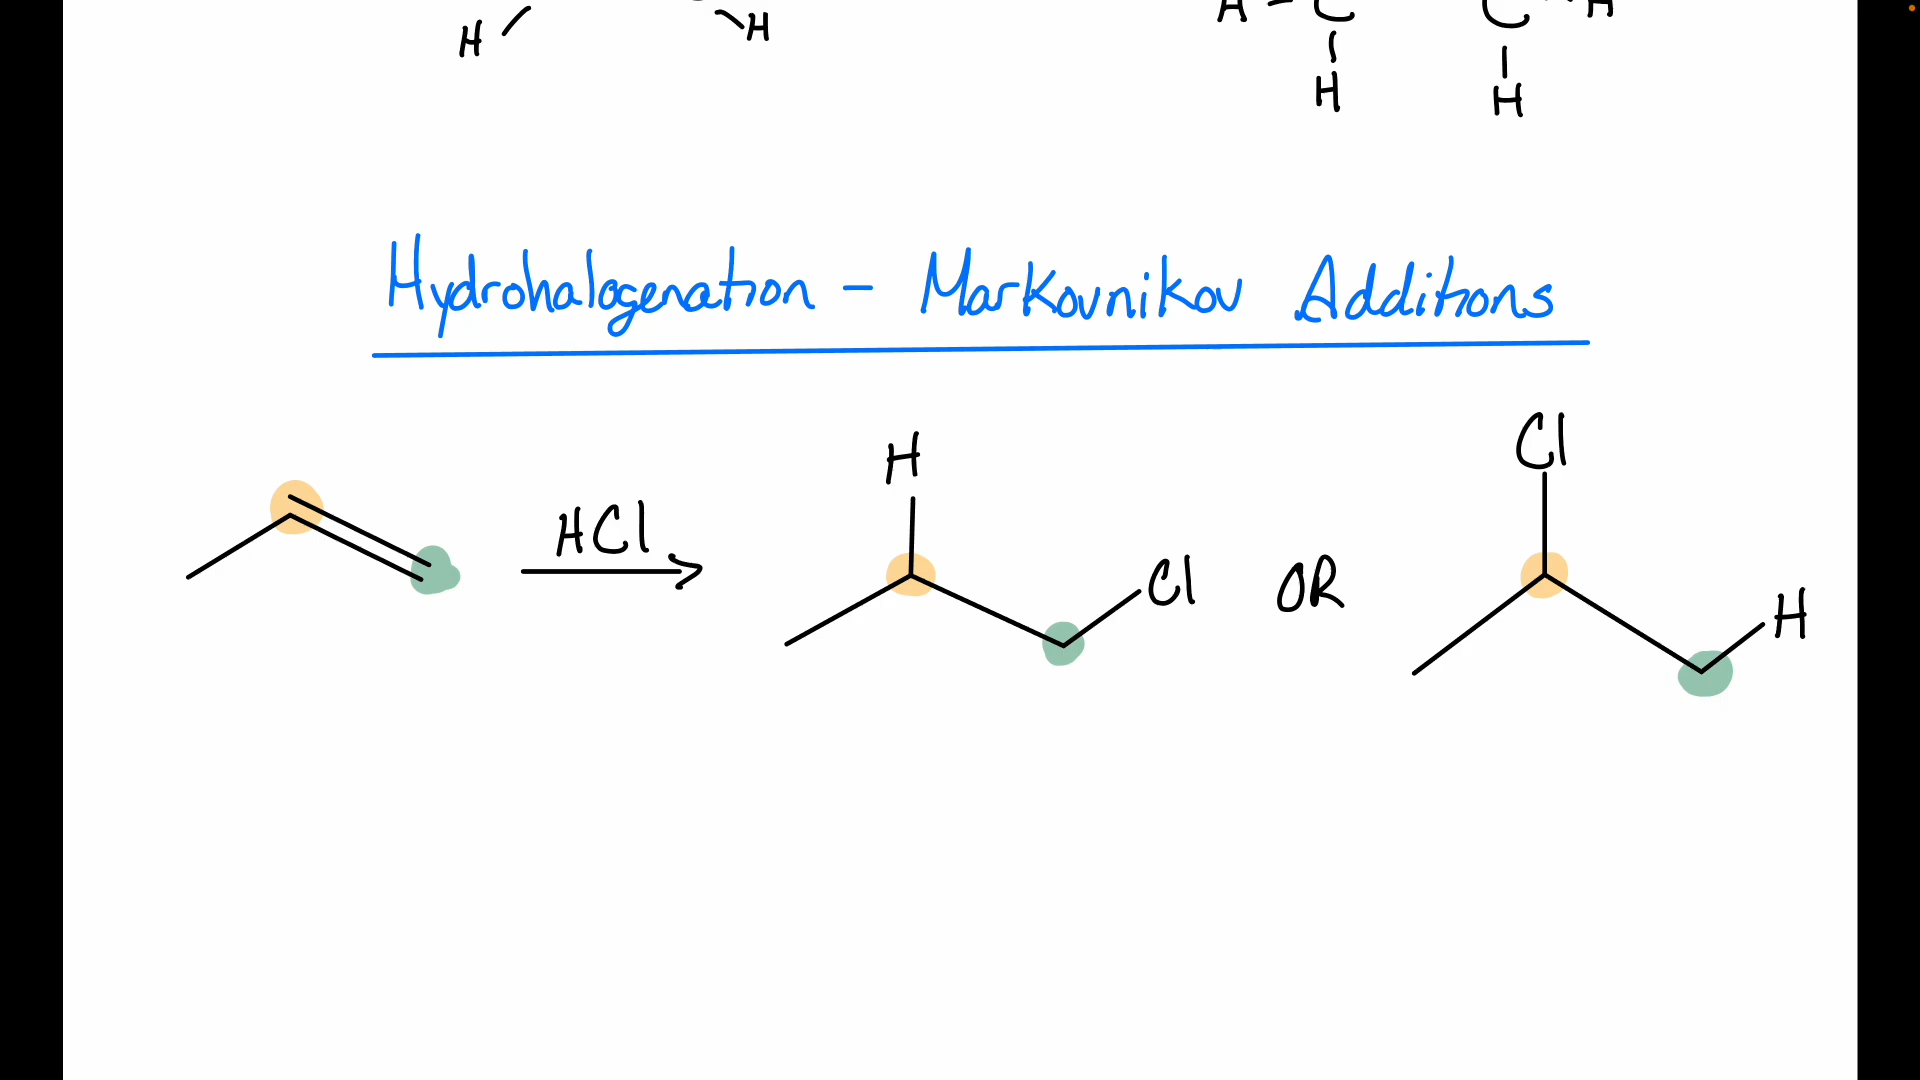 H H H C C H
H H
Hydrohalogenation - Markovnikov Additions
H Cl
HCl Cl OR H